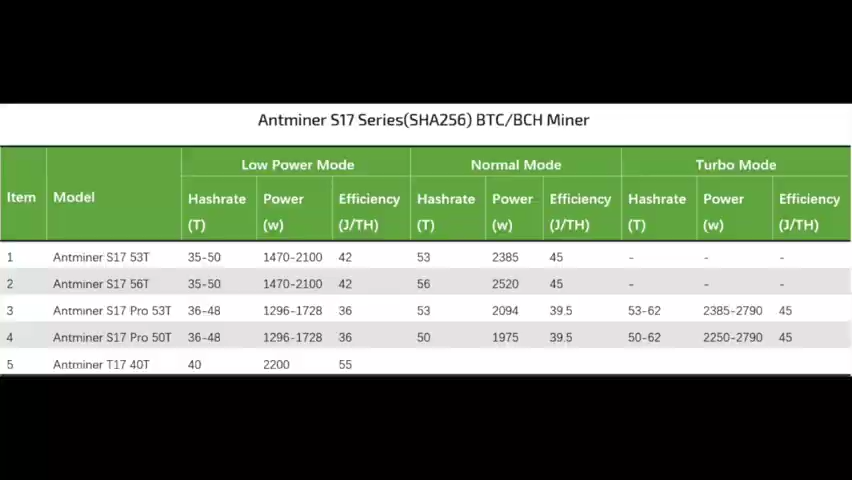 Antminer S17 Series(SHA256) BTC/BCH Miner
Item Model Low Power Mode Normal Mode Turbo Mode
Hashrate (T) Power (w) Efficiency (J/TH) Hashrate (T) Power (w) Efficiency (J/TH) Hashrate (T) Power (w) Efficiency (J/TH)
1 Antminer S17 53T 35-50 1470-2100 42 53 2385 45 - - -
2 Antminer S17 56T 35-50 1470-2100 42 56 2520 45 - - -
3 Antminer S17 Pro 53T 36-48 1296-1728 36 53 2094 39.5 53-62 2385-2790 45
4 Antminer S17 Pro 50T 36-48 1296-1728 36 50 1975 39.5 50-62 2250-2790 45
5 Antminer T17 40T 40 2200 55